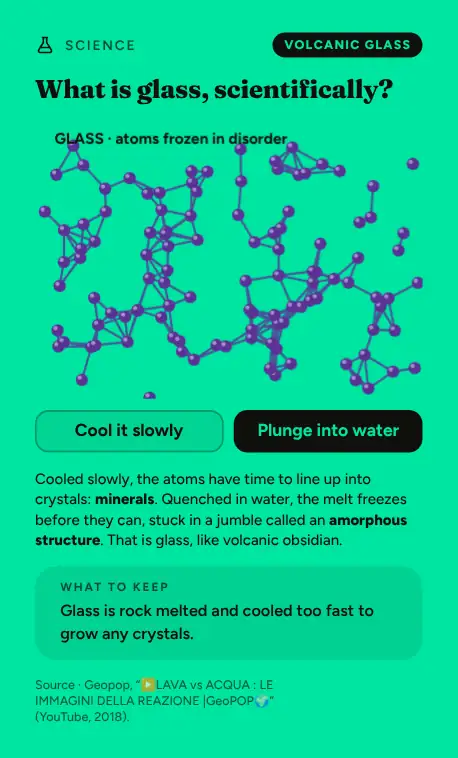 SCIENCE
VOLCANIC GLASS
What is glass, scientifically?
GLASS · atoms frozen in disorder
Cool it slowly
Plunge into water
Cooled slowly, the atoms have time to line up into
crystals: minerals. Quenched in water, the melt freezes
before they can, stuck in a jumble called an amorphous
structure. That is glass, like volcanic obsidian.
WHAT TO KEEP
Glass is rock melted and cooled too fast to
grow any crystals.
Source · Geopop, “▶️LAVA vs ACQUA : LE
IMMAGINI DELLA REAZIONE |GeoPOP🌍”
(YouTube, 2018).